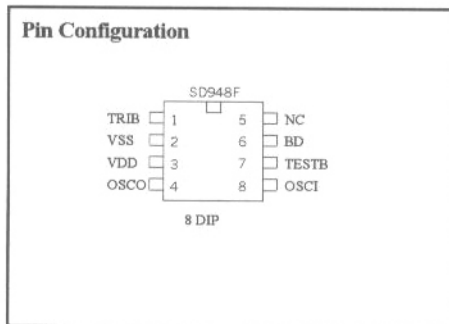 Pin Configuration
SD948F
TRIB 1 5 NC
VSS 2 6 BD
VDD 3 7 TESTB
OSCO 4 8 OSCI
8 DIP